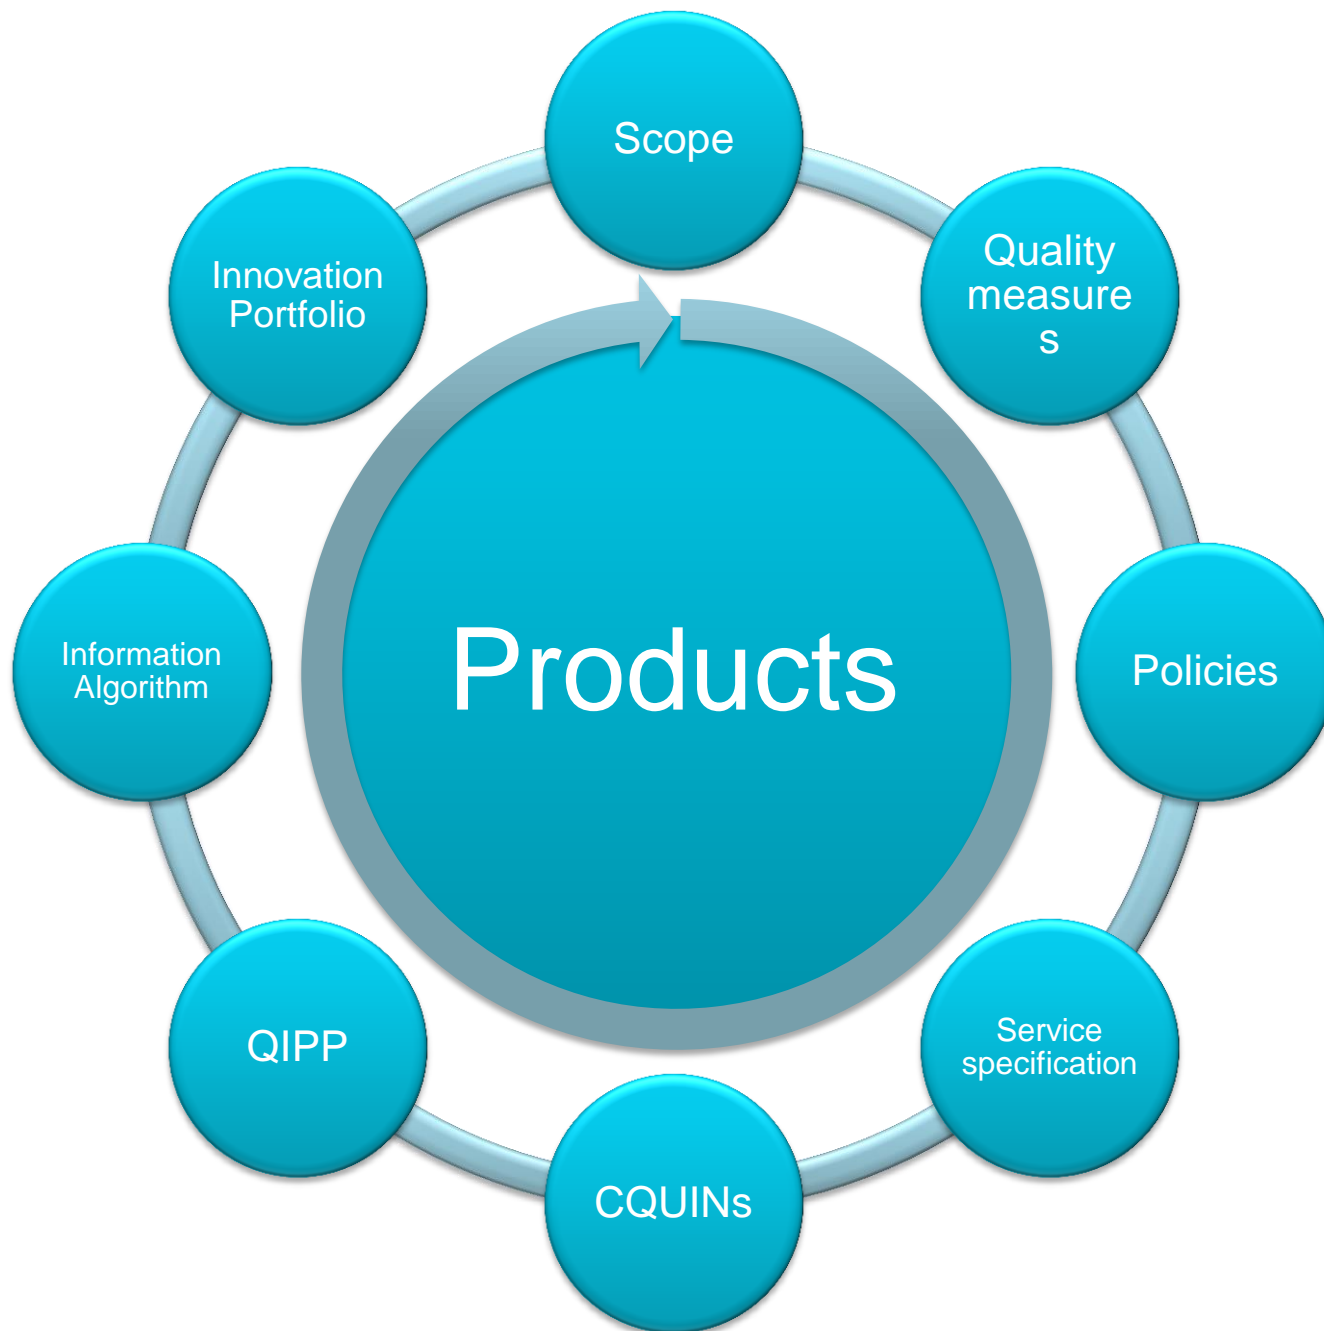 Scope
Quality
measure
s
Policies
Service
specification
CQUINs
QIPP
Information
Algorithm
Innovation
Portfolio
Products